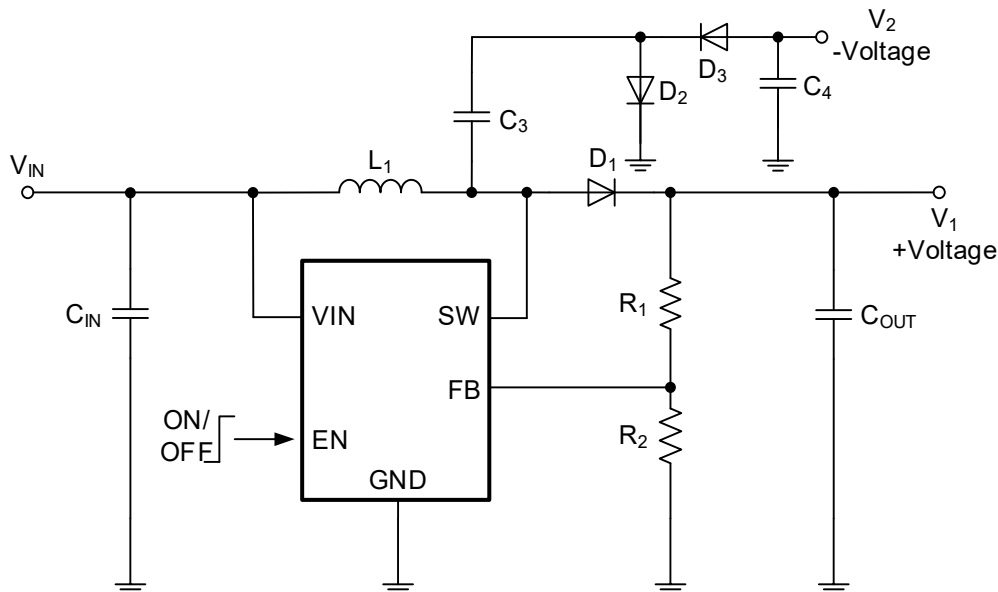 V2
-Voltage
D3
D2
C4
C3
VIN
L1
D1
V1
+Voltage
CIN
VIN
SW
R1
COUT
FB
ON/
OFF
EN
R2
GND